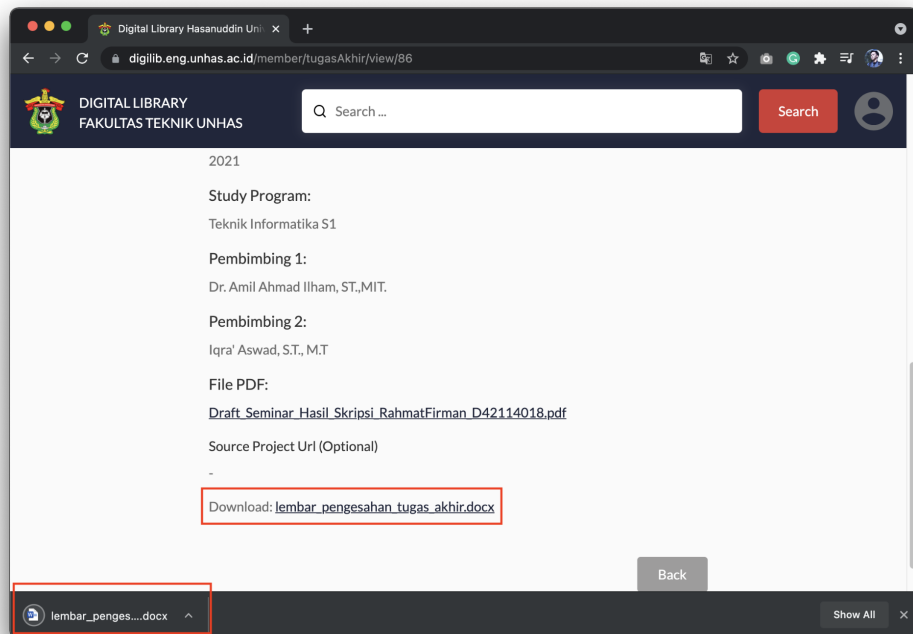 Digital Library Hasanuddin Univ
digilib.eng.unhas.ac.id/member/tugasAkhir/view/86
DIGITAL LIBRARY
FAKULTAS TEKNIK UNHAS
Search ...
Search
2021
Study Program:
Teknik Informatika S1
Pembimbing 1:
Dr. Amil Ahmad Ilham, ST.,MIT.
Pembimbing 2:
Iqra' Aswad, S.T., M.T
File PDF:
Draft_Seminar_Hasil_Skripsi_RahmatFirman_D42114018.pdf
Source Project Url (Optional)
-
Download: lembar_pengesahan_tugas_akhir.docx
Back
lembar_penges....docx
Show All